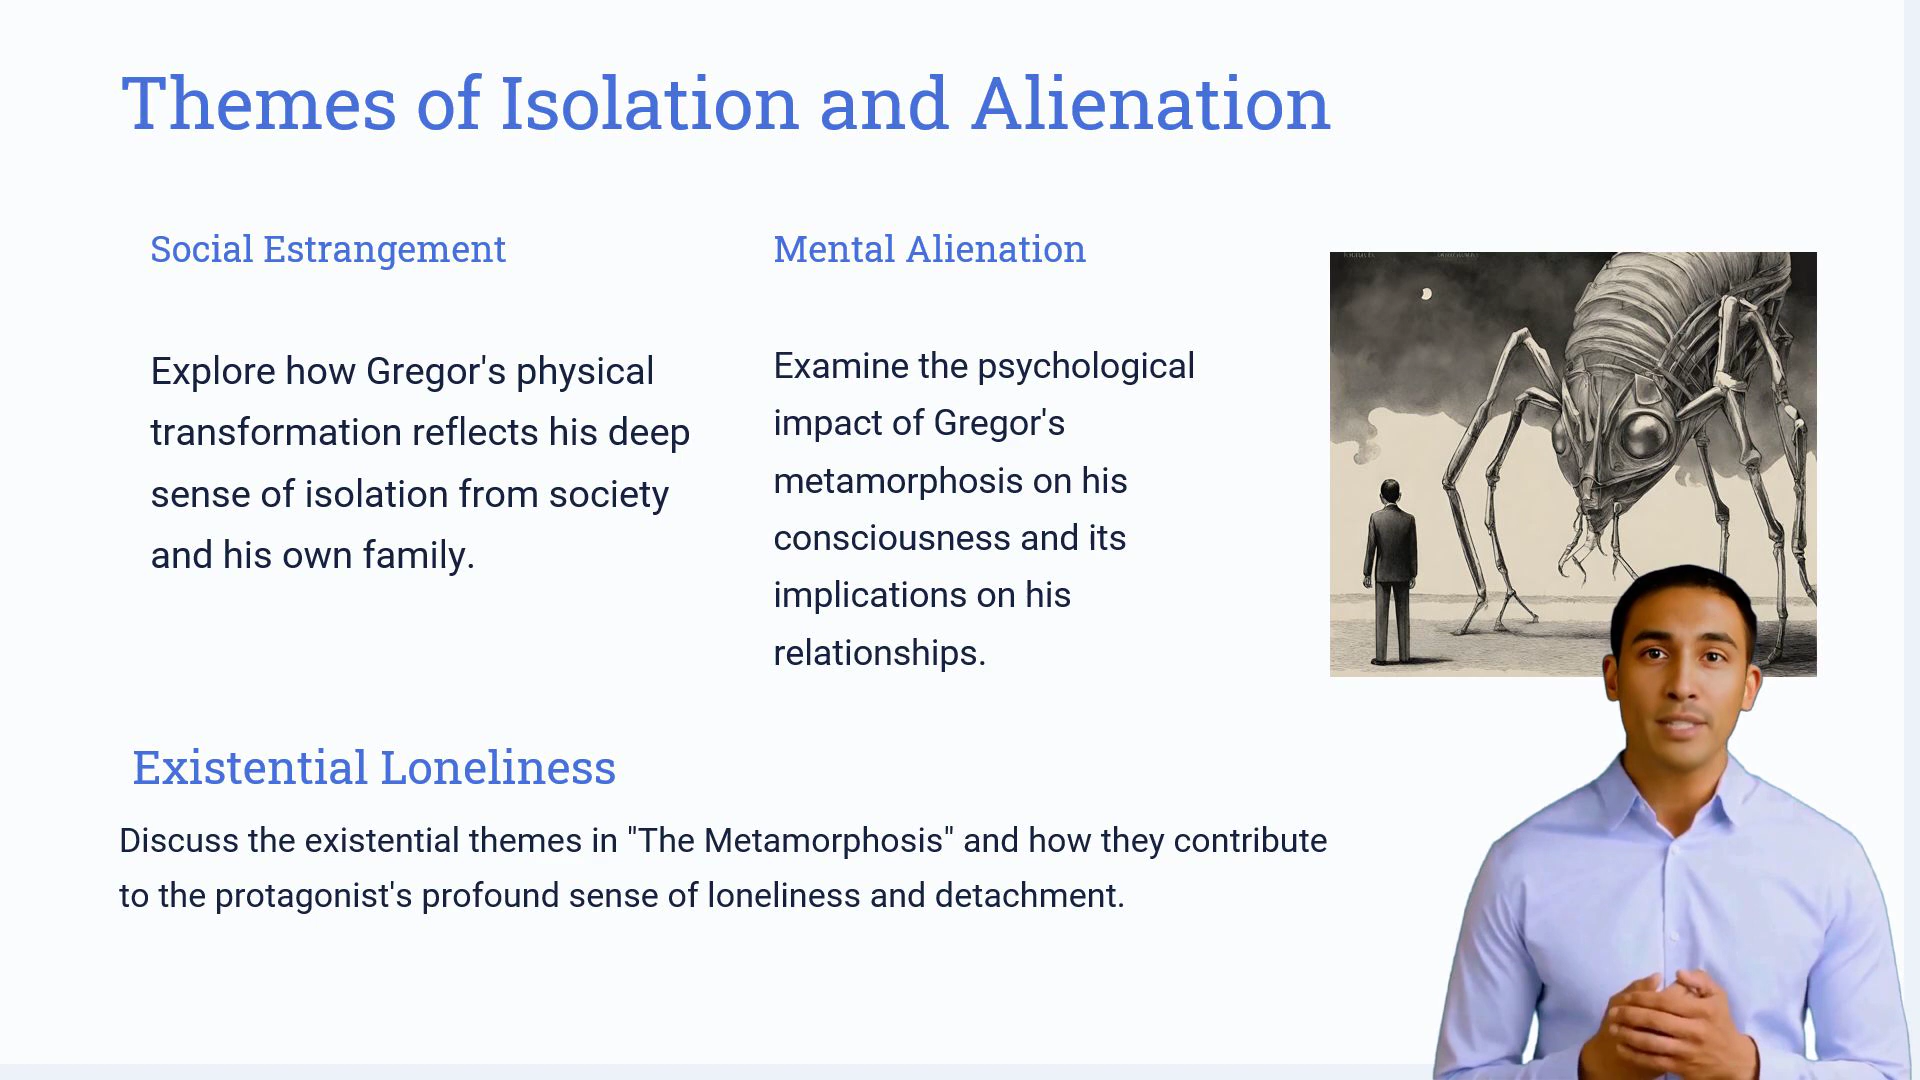 Themes of Isolation and Alienation
Social Estrangement
Explore how Gregor's physical
transformation reflects his deep
sense of isolation from society
and his own family.
Mental Alienation
Examine the psychological
impact of Gregor's
metamorphosis on his
consciousness and its
implications on his
relationships.
Existential Loneliness
Discuss the existential themes in "The Metamorphosis" and how they contribute
to the protagonist's profound sense of loneliness and detachment.